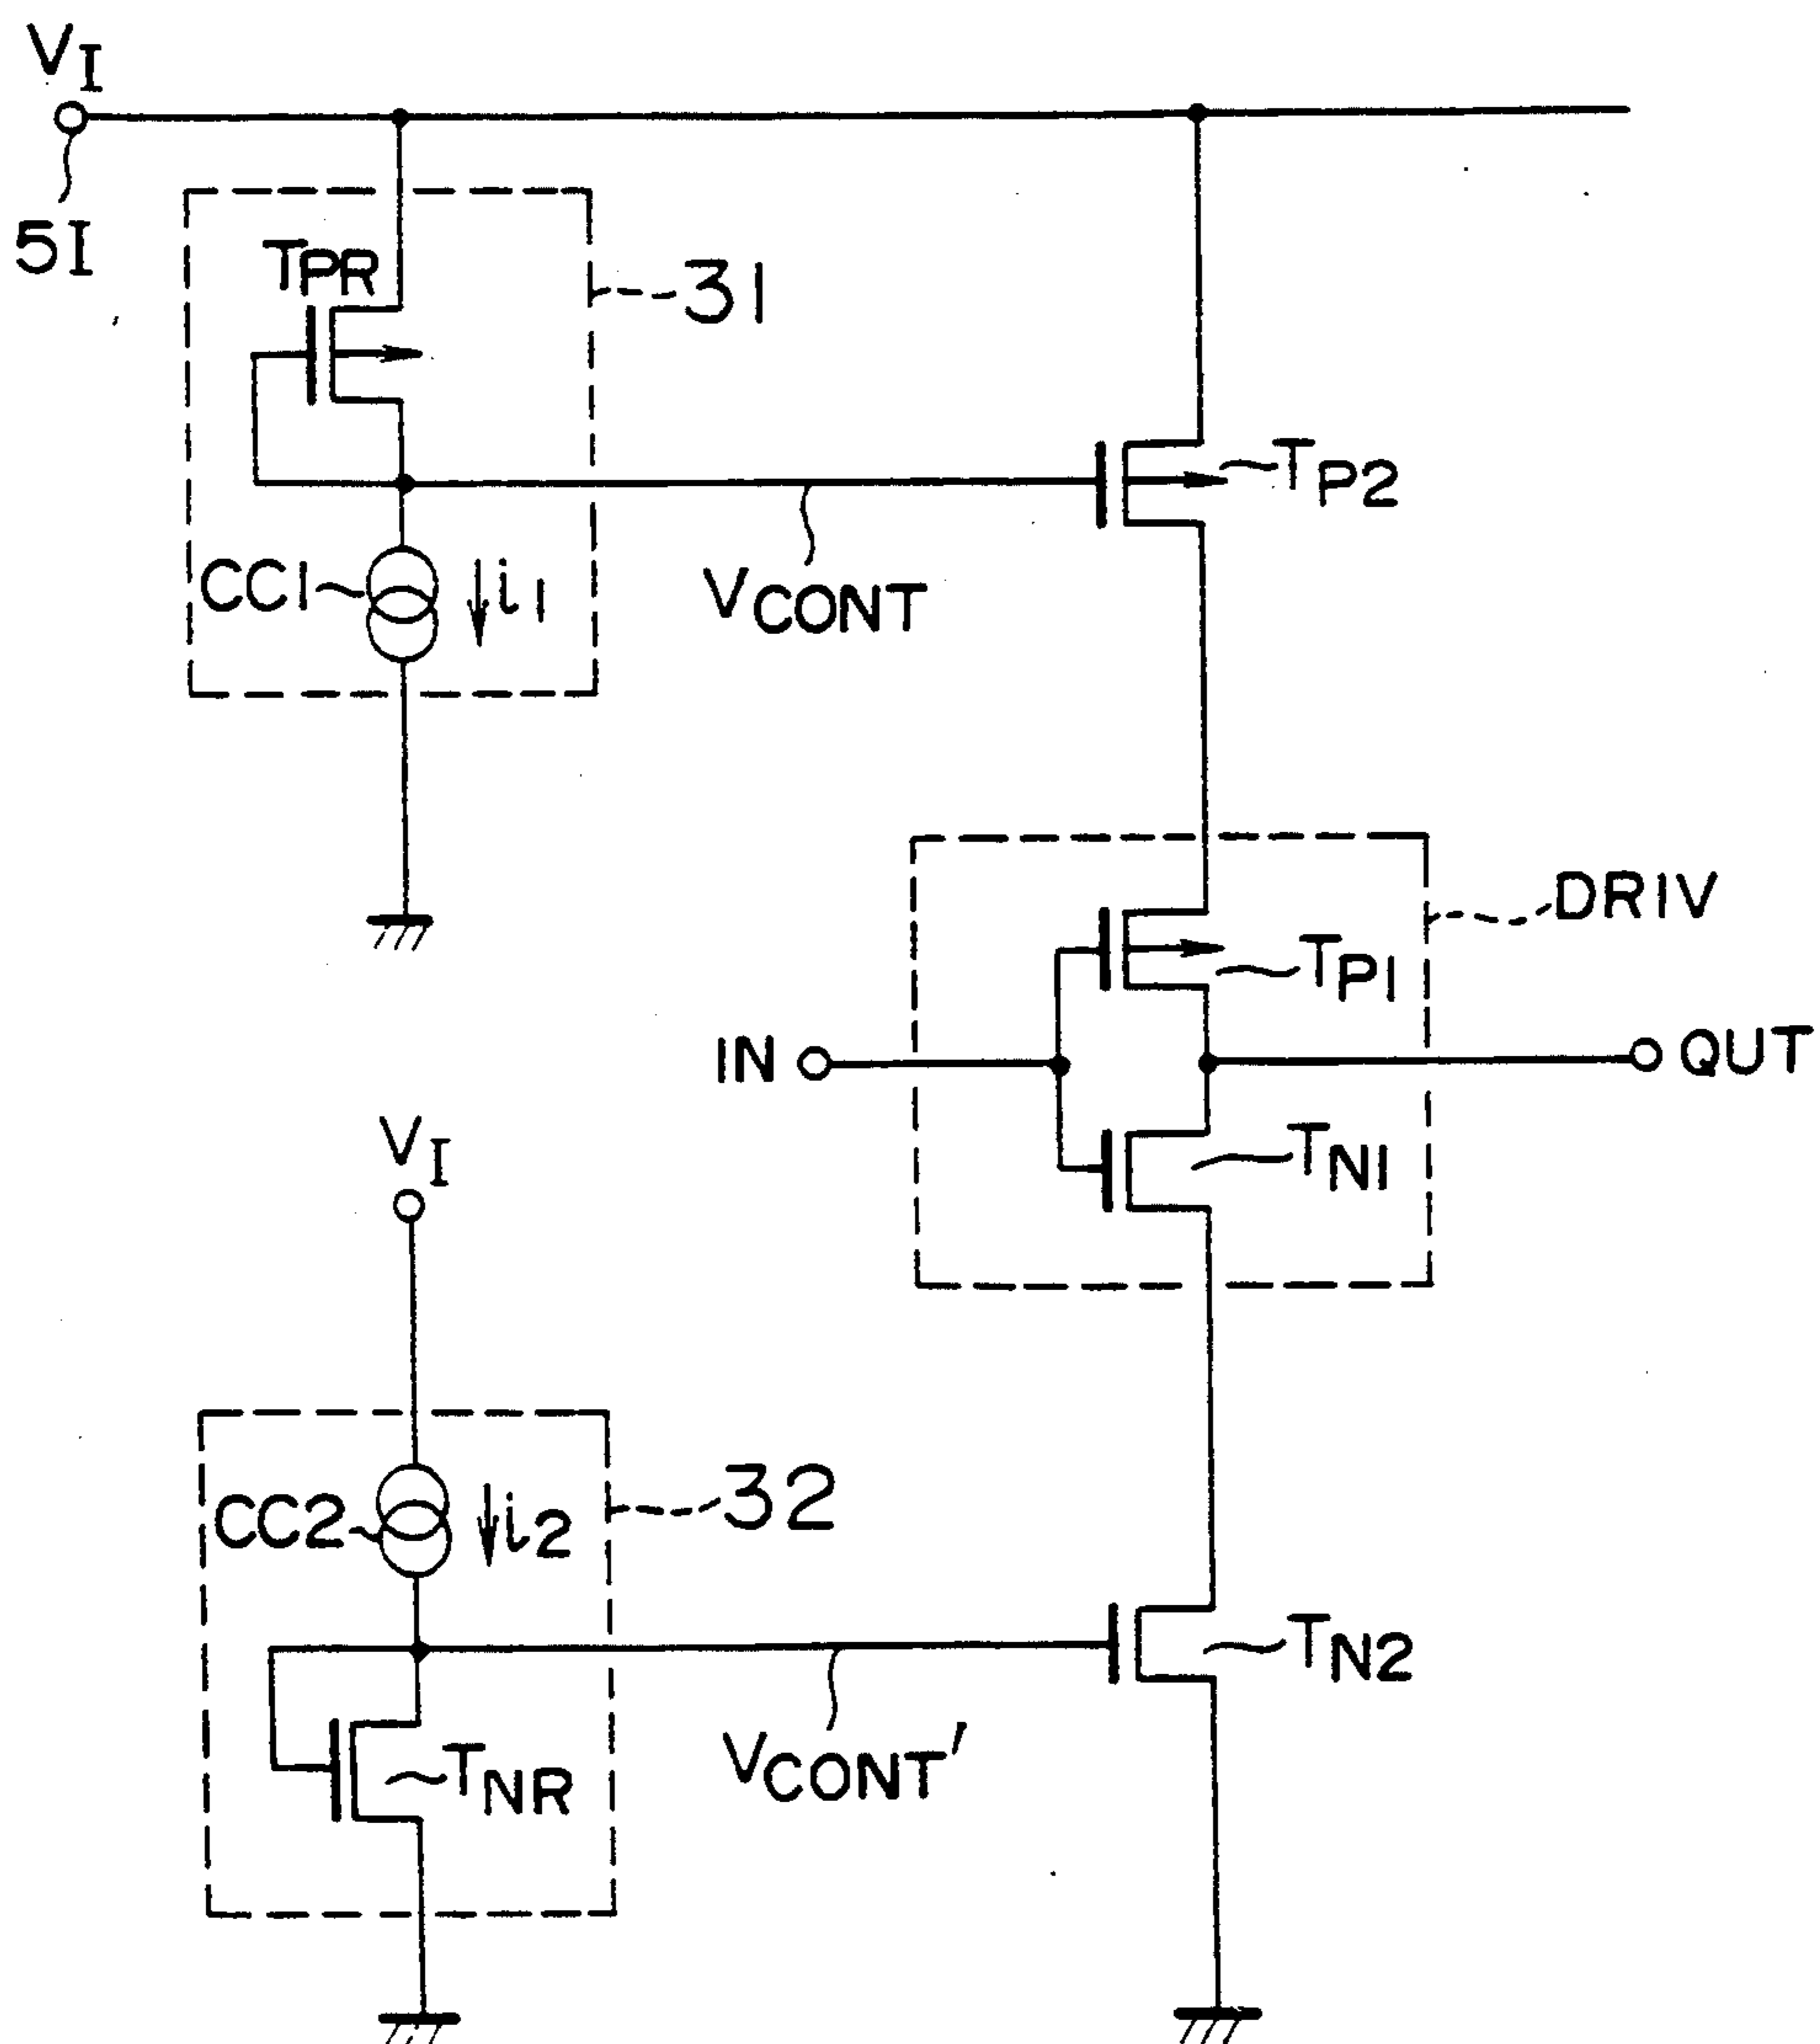 VI
5I
TPR
31
TP2
CC1
i1
VCONT
DRIV
TP1
IN
QUT
TN1
VI
CC2
i2
32
TN2
VCONT'
TNR